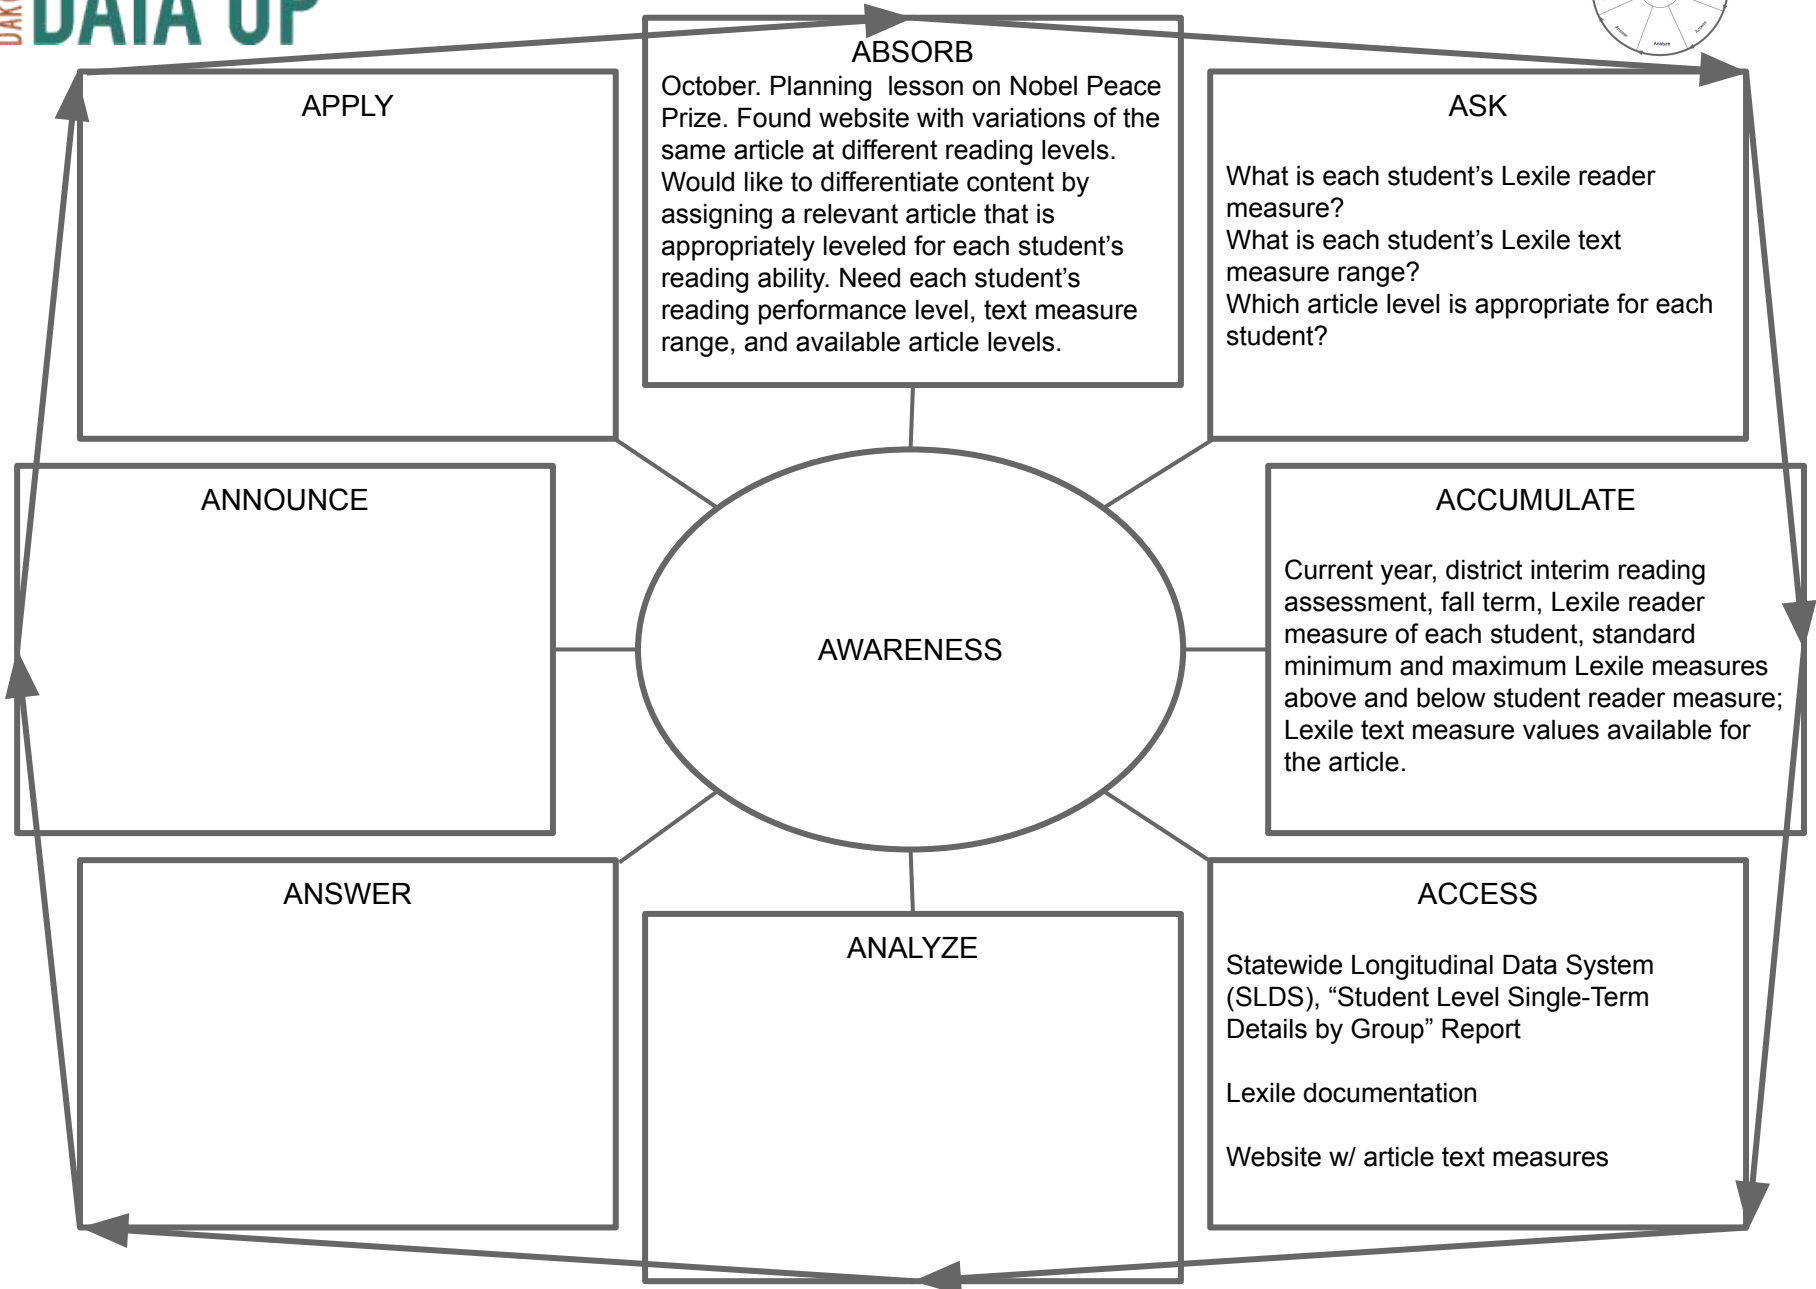 DATA UP
ABSORB
October. Planning lesson on Nobel Peace
Prize. Found website with variations of the
same article at different reading levels.
Would like to differentiate content by
assigning a relevant article that is
appropriately leveled for each student’s
reading ability. Need each student’s
reading performance level, text measure
range, and available article levels.
ASK
What is each student’s Lexile reader
measure?
What is each student’s Lexile text
measure range?
Which article level is appropriate for each
student?
ACCUMULATE
Current year, district interim reading
assessment, fall term, Lexile reader
measure of each student, standard
minimum and maximum Lexile measures
above and below student reader measure;
Lexile text measure values available for
the article.
ACCESS
Statewide Longitudinal Data System
(SLDS), “Student Level Single-Term
Details by Group” Report
Lexile documentation
Website w/ article text measures
ANALYZE
ANSWER
ANNOUNCE
APPLY
AWARENESS
Answer
Analyze
Access